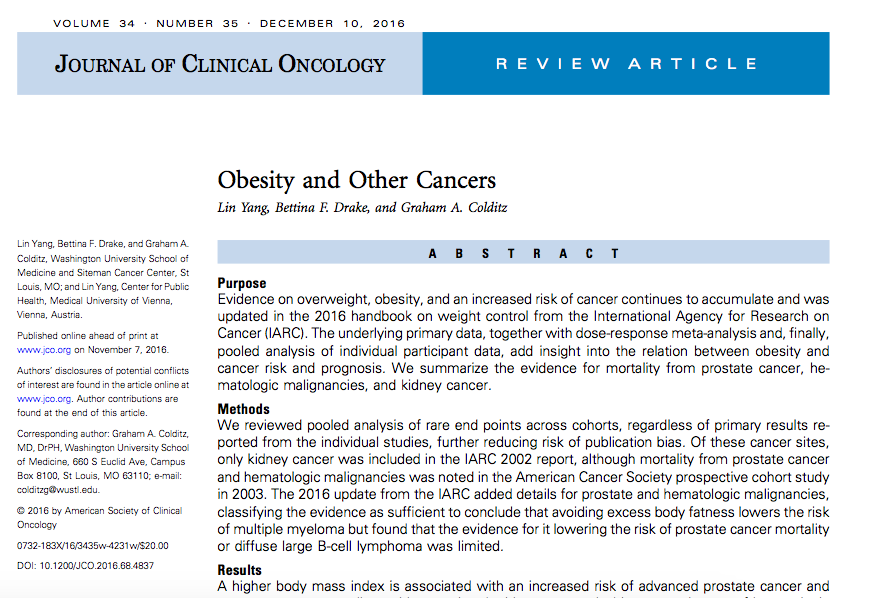 VOLUME 34 · NUMBER 35 · DECEMBER 10, 2016
JOURNAL OF CLINICAL ONCOLOGY
REVIEW ARTICLE
Obesity and Other Cancers
Lin Yang, Bettina F. Drake, and Graham A. Colditz
Lin Yang, Bettina F. Drake, and Graham A.
Colditz, Washington University School of
Medicine and Siteman Cancer Center, St
Louis, MO; and Lin Yang, Center for Public
Health, Medical University of Vienna,
Vienna, Austria.
Published online ahead of print at
www.jco.org on November 7, 2016.
Authors' disclosures of potential conflicts
of interest are found in the article online at
www.jco.org. Author contributions are
found at the end of this article.
Corresponding author: Graham A. Colditz,
MD, DrPH, Washington University School
of Medicine, 660 S Euclid Ave, Campus
Box 8100, St Louis, MO 63110; e-mail:
colditzg@wustl.edu.
© 2016 by American Society of Clinical
Oncology
0732-183X/16/3435w-4231w/$20.00
DOI: 10.1200/JCO.2016.68.4837
ABSTRACT
Purpose
Evidence on overweight, obesity, and an increased risk of cancer continues to accumulate and was
updated in the 2016 handbook on weight control from the International Agency for Research on
Cancer (IARC). The underlying primary data, together with dose-response meta-analysis and, finally,
pooled analysis of individual participant data, add insight into the relation between obesity and
cancer risk and prognosis. We summarize the evidence for mortality from prostate cancer, he-
matologic malignancies, and kidney cancer.
Methods
We reviewed pooled analysis of rare end points across cohorts, regardless of primary results re-
ported from the individual studies, further reducing risk of publication bias. Of these cancer sites,
only kidney cancer was included in the IARC 2002 report, although mortality from prostate cancer
and hematologic malignancies was noted in the American Cancer Society prospective cohort study
in 2003. The 2016 update from the IARC added details for prostate and hematologic malignancies,
classifying the evidence as sufficient to conclude that avoiding excess body fatness lowers the risk
of multiple myeloma but found that the evidence for it lowering the risk of prostate cancer mortality
or diffuse large B-cell lymphoma was limited.
Results
A higher body mass index is associated with an increased risk of advanced prostate cancer and